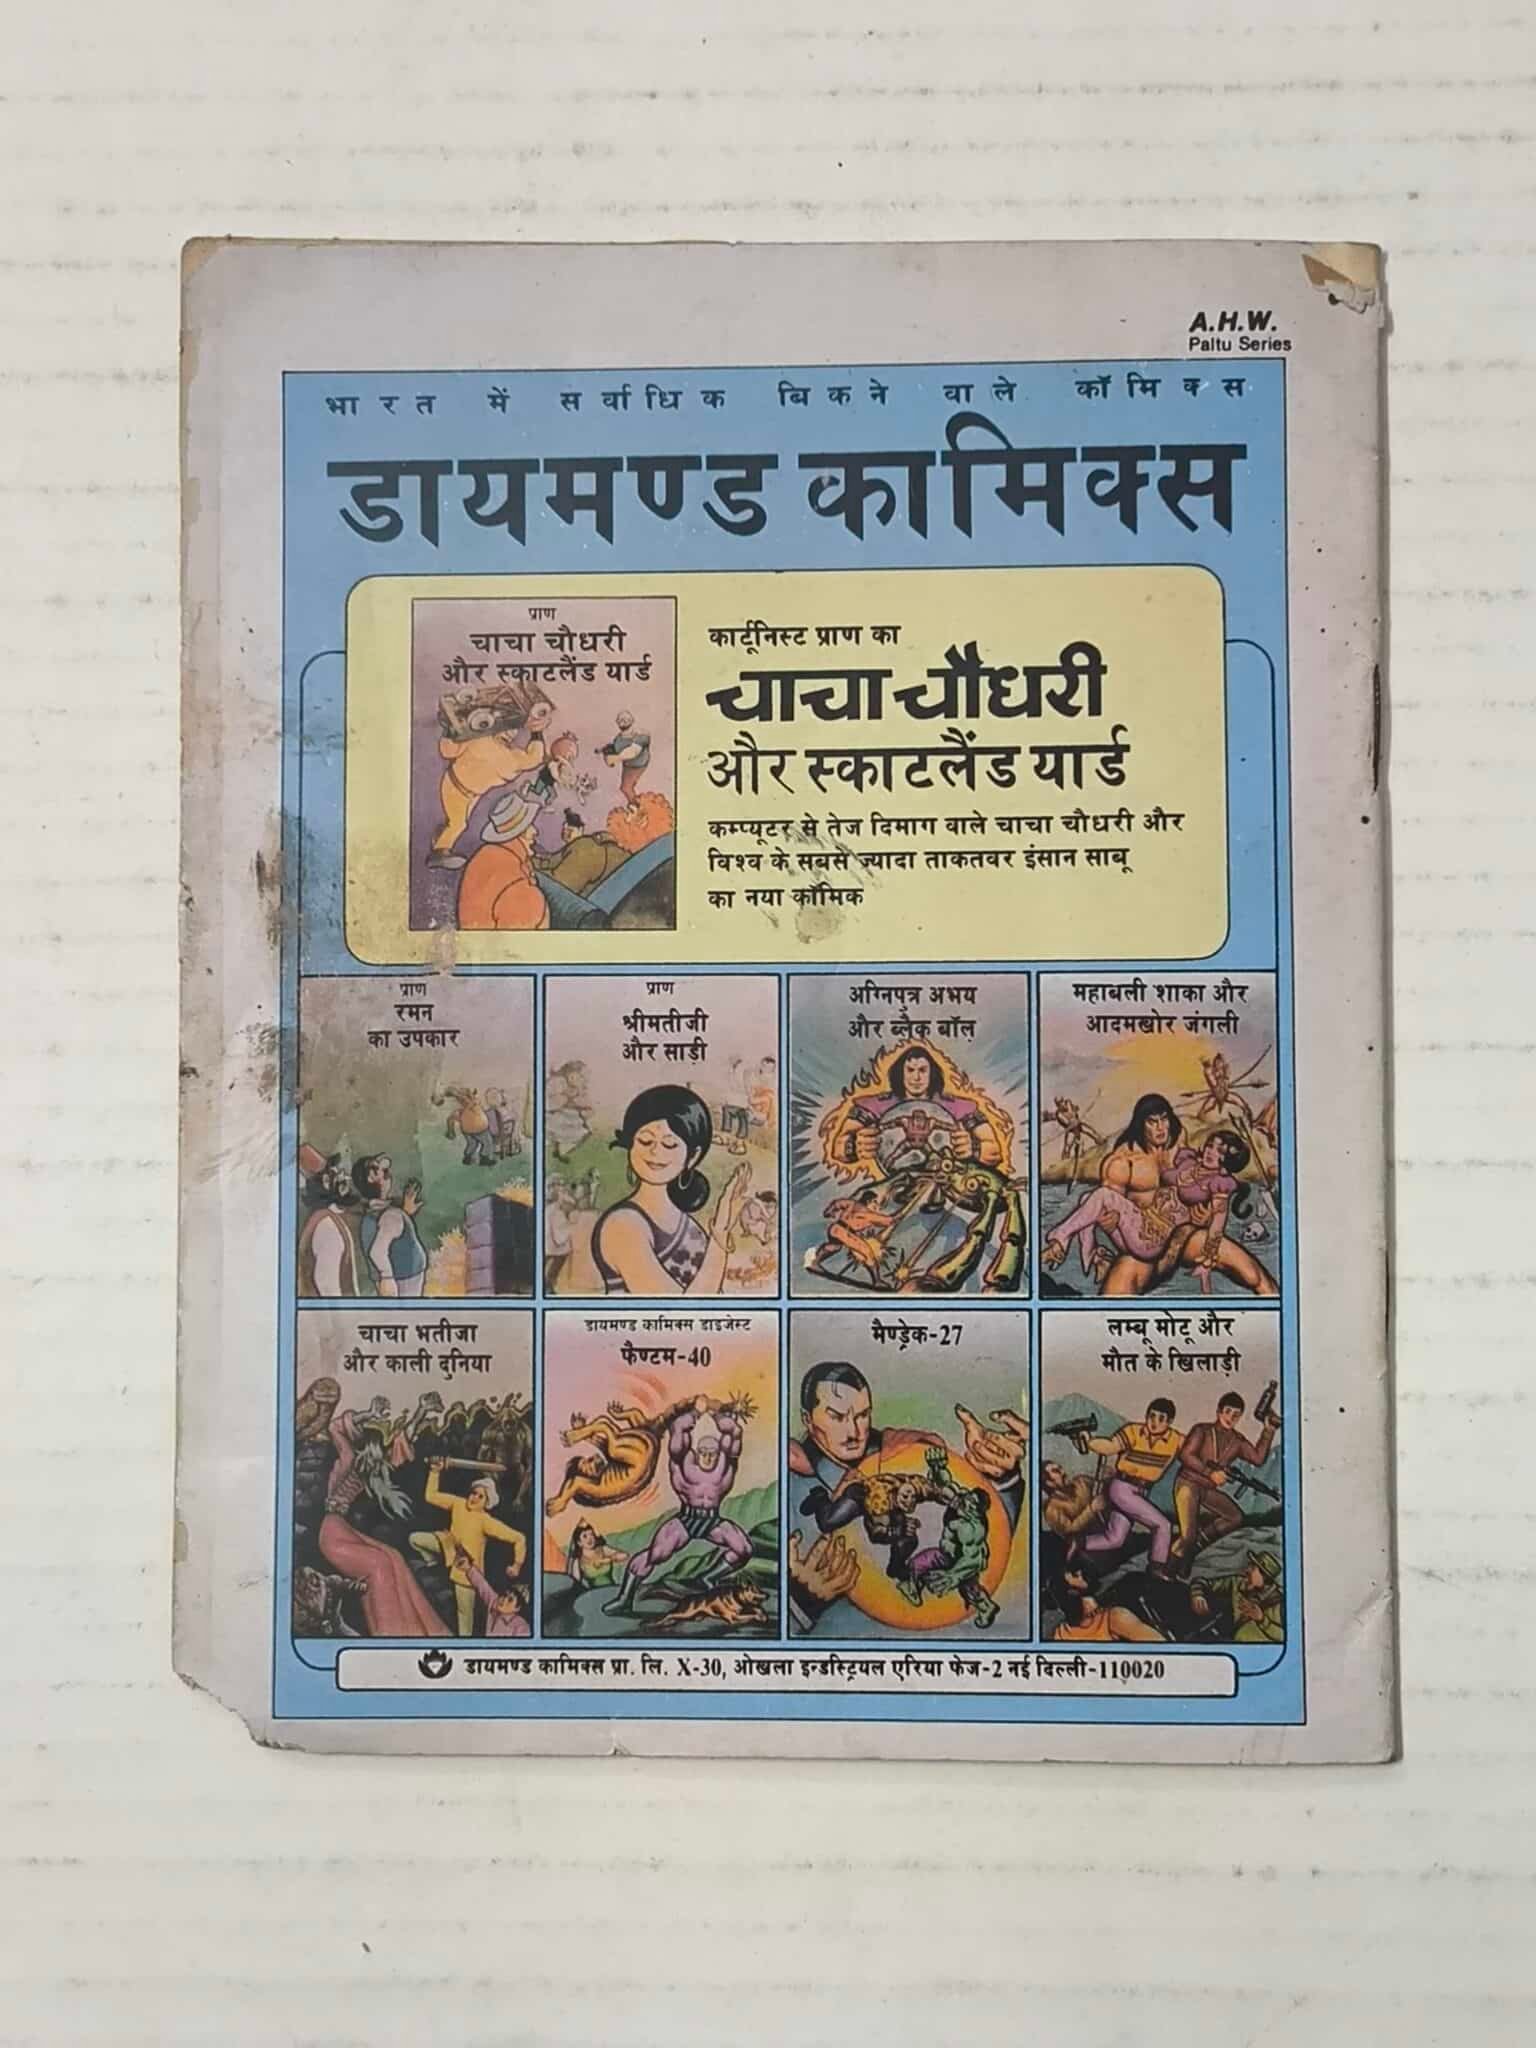 A.H.W.
Paltu Series
भारत में सर्वाधिक बिकने वाले कॉमिक्स
डायमण्ड कामिक्स
प्राण
चाचा चौधरी
और स्काटलैंड यार्ड
कार्टूनिस्ट प्राण का
चाचा चौधरी
और स्काटलैंड यार्ड
कम्प्यूटर से तेज दिमाग वाले चाचा चौधरी और
विश्व के सबसे ज्यादा ताकतवर इंसान साबू
का नया कॉमिक
प्राण
रमन
का उपकार
प्राण
श्रीमतीजी
और साड़ी
अग्निपुत्र अभय
और ब्लैक बॉल
महाबली शाका और
आदमखोर जंगली
चाचा भतीजा
और काली दुनिया
डायमण्ड कामिक्स डाइजेस्ट
फैण्टम-40
मैण्ड्रेक-27
लम्बू मोटू और
मौत के खिलाड़ी
डायमण्ड कामिक्स प्रा. लि. X-30, ओखला इन्डस्ट्रियल एरिया फेज-2 नई दिल्ली-110020